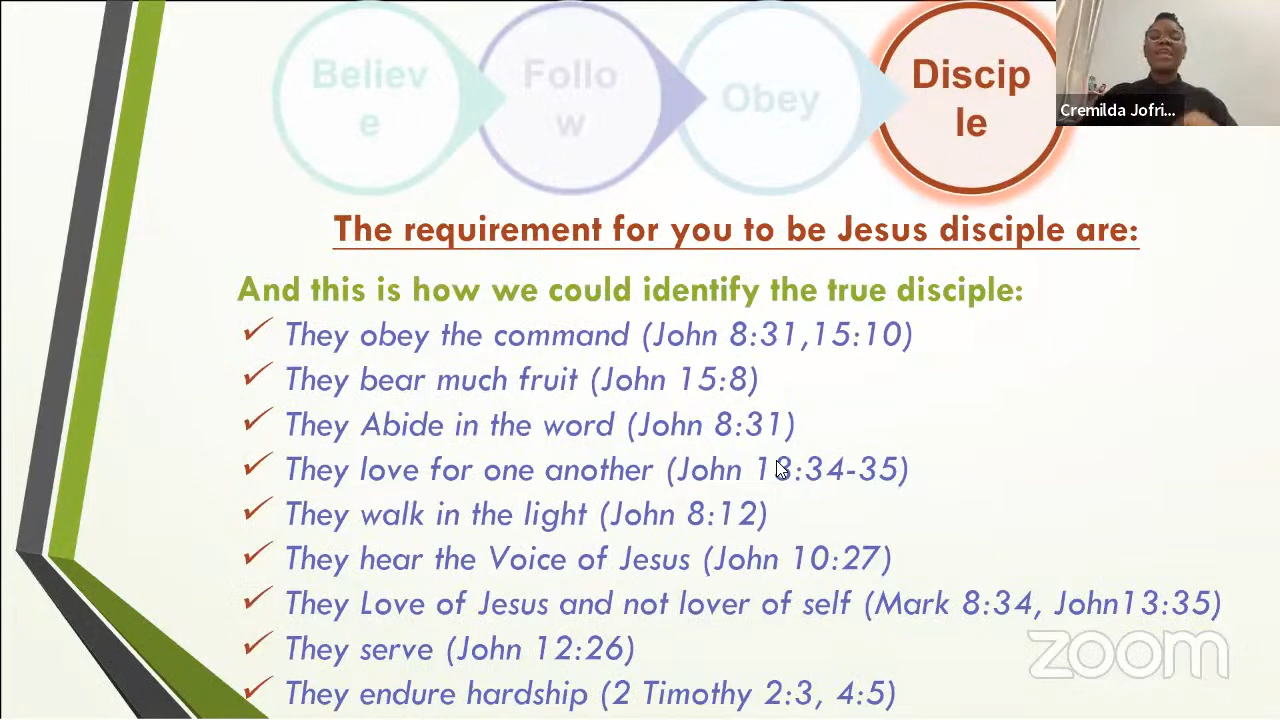 Believ
e
Follo
w
Obey
Discip
le
Cremilda Jofri...
The requirement for you to be Jesus disciple are:
And this is how we could identify the true disciple:
✓ They obey the command (John 8:31,15:10)
✓ They bear much fruit (John 15:8)
✓ They Abide in the word (John 8:31)
✓ They love for one another (John 13:34-35)
✓ They walk in the light (John 8:12)
✓ They hear the Voice of Jesus (John 10:27)
✓ They Love of Jesus and not lover of self (Mark 8:34, John13:35)
✓ They serve (John 12:26)
✓ They endure hardship (2 Timothy 2:3, 4:5)
zoom